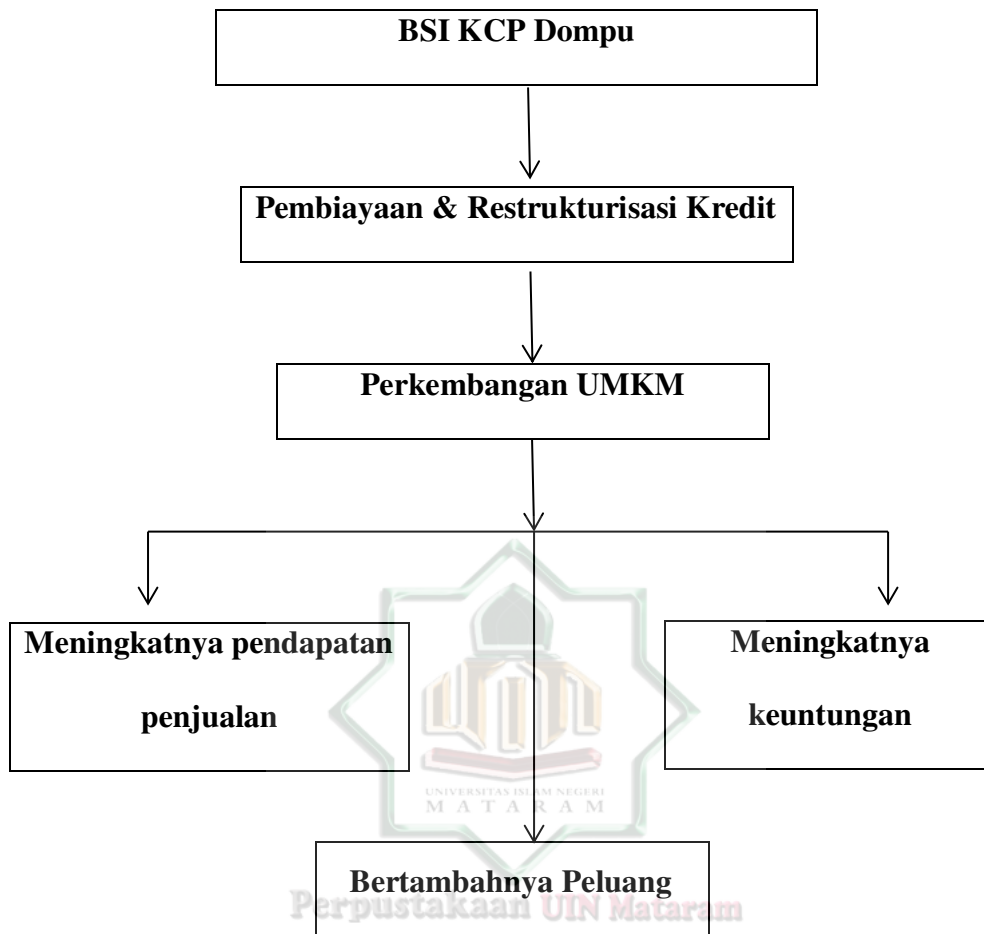 BSI KCP Dompu
Pembiayaan & Restrukturisasi Kredit
Perkembangan UMKM
Meningkatnya pendapatan
penjualan
Meningkatnya
keuntungan
UNIVERSITAS ISLAM NEGERI
MATARAM
Bertambahnya Peluang
Perpustakaan UIN Mataram